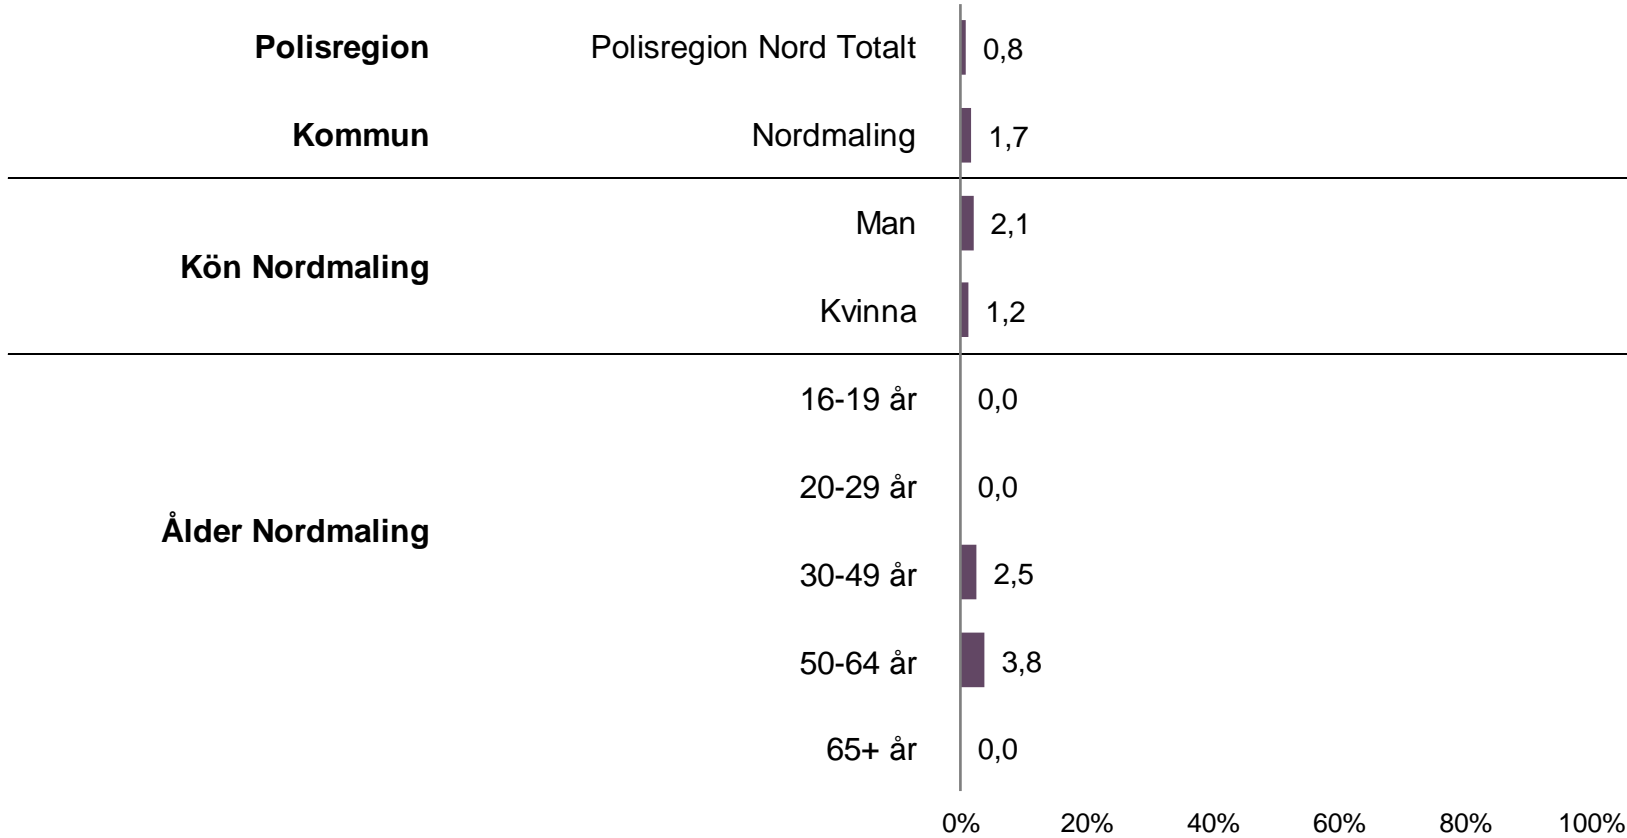 Polisregion Polisregion Nord Totalt 0,8
Kommun Nordmaling 1,7
Man 2,1
Kön Nordmaling
Kvinna 1,2
16-19 år 0,0
20-29 år 0,0
Ålder Nordmaling
30-49 år 2,5
50-64 år 3,8
65+ år 0,0
0% 20% 40% 60% 80% 100%